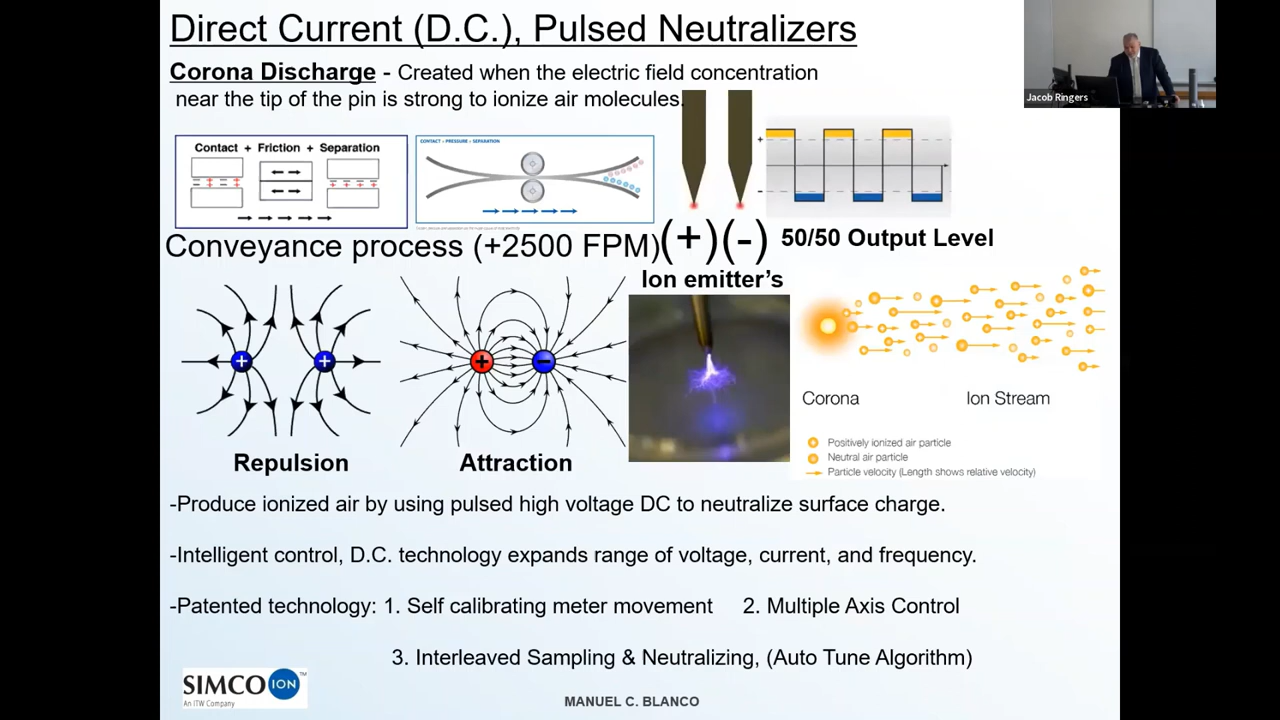 Direct Current (D.C.), Pulsed Neutralizers
Corona Discharge - Created when the electric field concentration
near the tip of the pin is strong to ionize air molecules.
Jacob Ringers
Contact + Friction + Separation
CONTACT - PRESSURE - SEPARATION
+
-
Conveyance process (+2500 FPM)
(+)(-)
50/50 Output Level
Ion emitter's
+ +
+ -
Repulsion
Attraction
Corona
Ion Stream
Positively ionized air particle
Neutral air particle
Particle velocity (Length shows relative velocity)
-Produce ionized air by using pulsed high voltage DC to neutralize surface charge.
-Intelligent control, D.C. technology expands range of voltage, current, and frequency.
-Patented technology: 1. Self calibrating meter movement 2. Multiple Axis Control
3. Interleaved Sampling & Neutralizing, (Auto Tune Algorithm)
SIMCO ION™
An ITW Company
MANUEL C. BLANCO